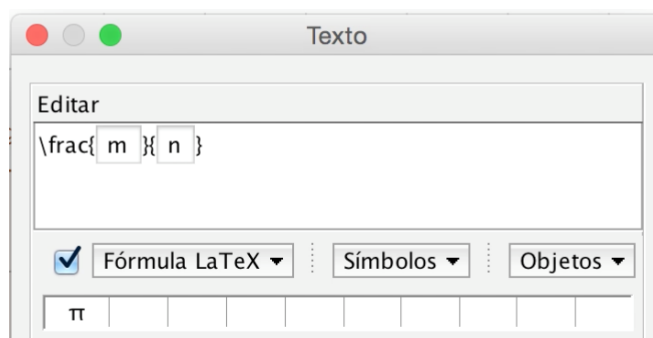 Texto
Editar
\frac{ m }{ n }
Fórmula LaTeX Símbolos Objetos
π